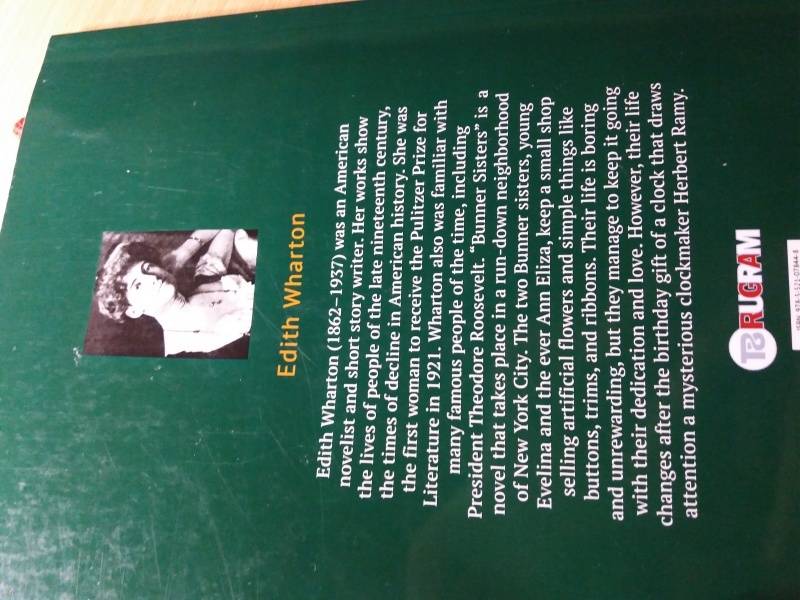 Edith Wharton
Edith Wharton (1862–1937) was an American
novelist and short story writer. Her works show
the lives of people of the late nineteenth century,
the times of decline in American history. She was
the first woman to receive the Pulitzer Prize for
Literature in 1921. Wharton also was familiar with
many famous people of the time, including
President Theodore Roosevelt. "Bunner Sisters" is a
novel that takes place in a run-down neighborhood
of New York City. The two Bunner sisters, young
Evelina and the ever Ann Eliza, keep a small shop
selling artificial flowers and simple things like
buttons, trims, and ribbons. Their life is boring
and unrewarding, but they manage to keep it going
with their dedication and love. However, their life
changes after the birthday gift of a clock that draws
attention a mysterious clockmaker Herbert Ramy.
RUGRAM